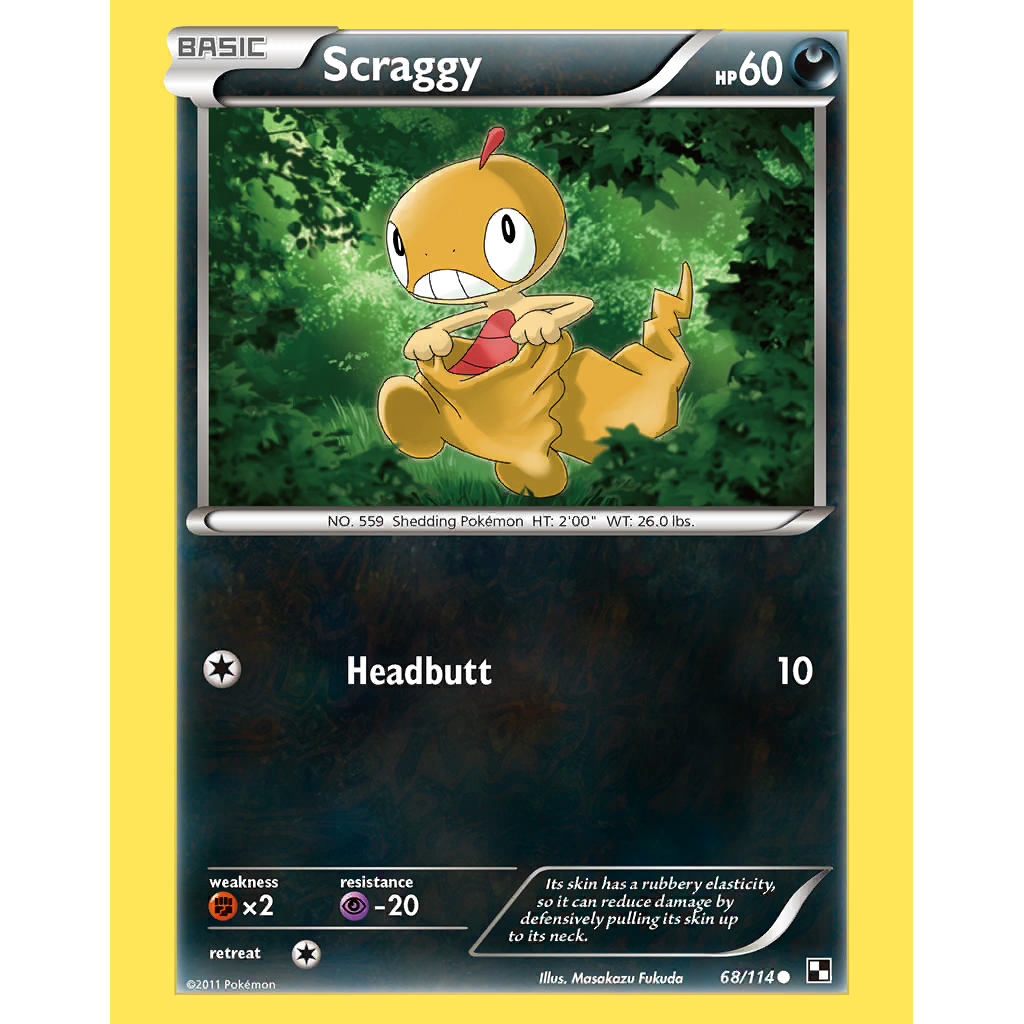 BASIC
Scraggy
HP60
NO. 559 Shedding Pokémon HT: 2'00" WT: 26.0 lbs.
Headbutt 10
weakness resistance
×2 -20
retreat
Its skin has a rubbery elasticity,
so it can reduce damage by
defensively pulling its skin up
to its neck.
©2011 Pokémon
Illus. Masakazu Fukuda
68/114